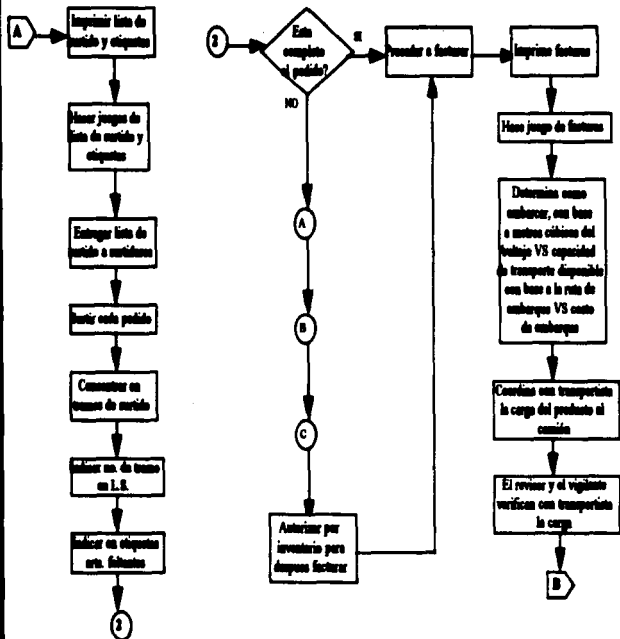 A
Imprimir lista de
surtido y etiquetas
Hacer juegos de
lista de surtido y
etiquetas
Entregar lista de
surtido a surtidores
Surtir cada pedido
Concentrar en
tramos de surtido
Indicar no. de tramo
en L.S.
Indicar en etiquetas
arts. faltantes
2
2
Esta
completo
el pedido?
SI
NO
A
B
C
Autorizar por
inventario para
despues facturar
Proceder a facturar
Imprime facturas
Hace juego de facturas
Determina como
embarcar, con base
a metros cúbicos del
bultaje VS capacidad
de transporte disponible
con base a la ruta de
embarque VS costo
de embarque
Coordina con transportista
la carga del producto al
camión
El revisor y el vigilante
verifican con transportista
la carga
B